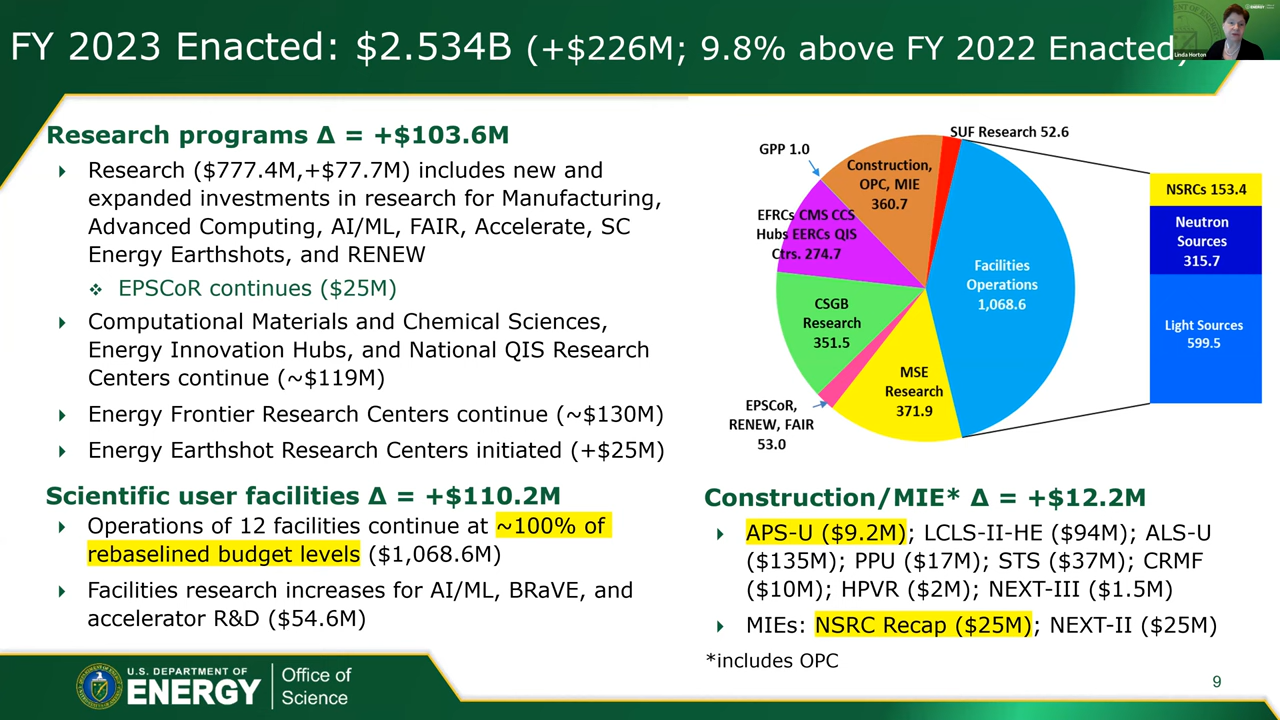 FY 2023 Enacted: $2.534B (+$226M; 9.8% above FY 2022 Enacted)
Linda Horton
ENERGY
Research programs Δ = +$103.6M
Research ($777.4M,+$77.7M) includes new and
expanded investments in research for Manufacturing,
Advanced Computing, AI/ML, FAIR, Accelerate, SC
Energy Earthshots, and RENEW
EPSCoR continues ($25M)
Computational Materials and Chemical Sciences,
Energy Innovation Hubs, and National QIS Research
Centers continue (~$119M)
Energy Frontier Research Centers continue (~$130M)
Energy Earthshot Research Centers initiated (+$25M)
Scientific user facilities Δ = +$110.2M
Operations of 12 facilities continue at ~100% of
rebaselined budget levels ($1,068.6M)
Facilities research increases for AI/ML, BRaVE, and
accelerator R&D ($54.6M)
SUF Research 52.6
GPP 1.0
Construction,
OPC, MIE
360.7
EFRCs CMS CCS
Hubs EERCs QIS
Ctrs. 274.7
CSGB
Research
351.5
EPSCoR,
RENEW, FAIR
53.0
MSE
Research
371.9
Facilities
Operations
1,068.6
NSRCs 153.4
Neutron
Sources
315.7
Light Sources
599.5
Construction/MIE* Δ = +$12.2M
APS-U ($9.2M); LCLS-II-HE ($94M); ALS-U
($135M); PPU ($17M); STS ($37M); CRMF
($10M); HPVR ($2M); NEXT-III ($1.5M)
MIEs: NSRC Recap ($25M); NEXT-II ($25M)
*includes OPC
U.S. DEPARTMENT OF
ENERGY
Office of
Science
9